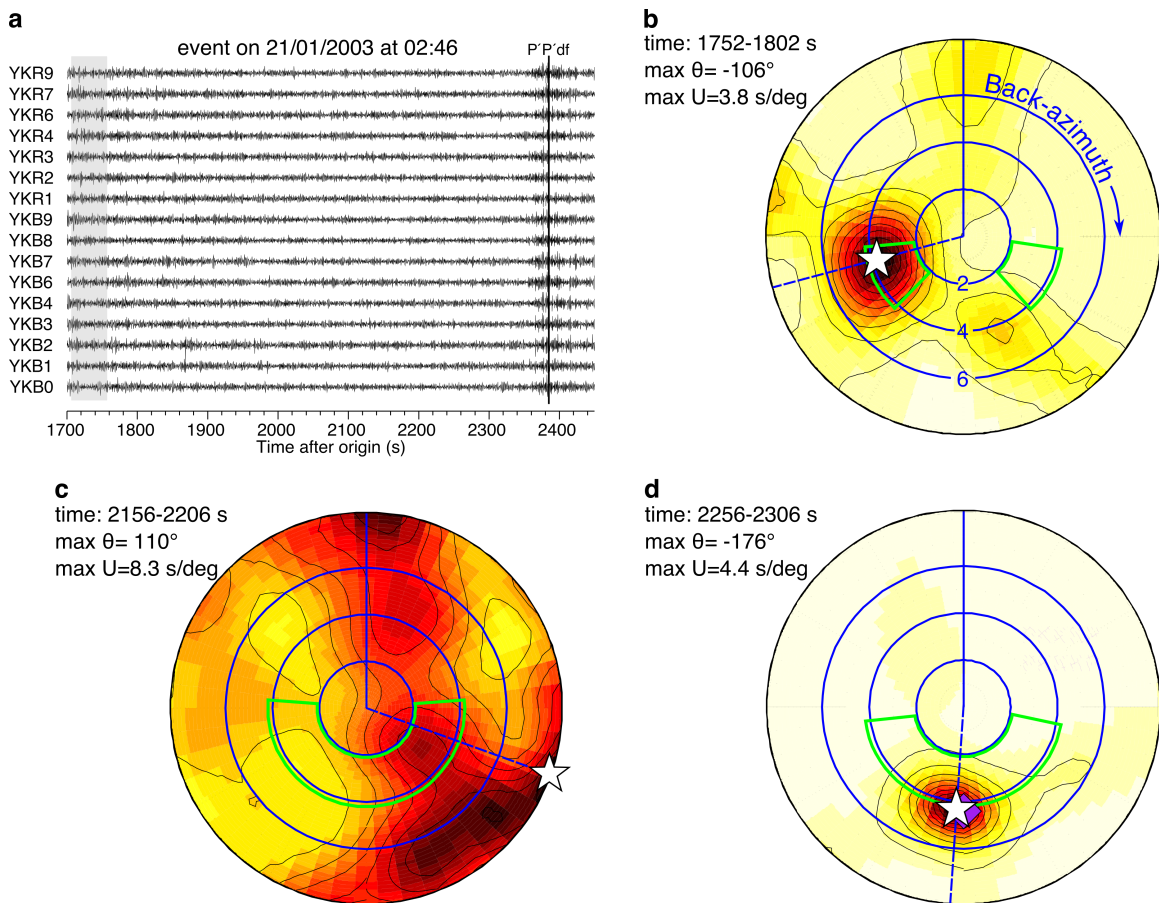 a
event on 21/01/2003 at 02:46
P´P´df
YKR9
YKR7
YKR6
YKR4
YKR3
YKR2
YKR1
YKB9
YKB8
YKB7
YKB6
YKB4
YKB3
YKB2
YKB1
YKB0
1700 1800 1900 2000 2100 2200 2300 2400
Time after origin (s)
b
time: 1752-1802 s
max θ= -106°
max U=3.8 s/deg
Back-azimuth
2
4
6
c
time: 2156-2206 s
max θ= 110°
max U=8.3 s/deg
d
time: 2256-2306 s
max θ= -176°
max U=4.4 s/deg